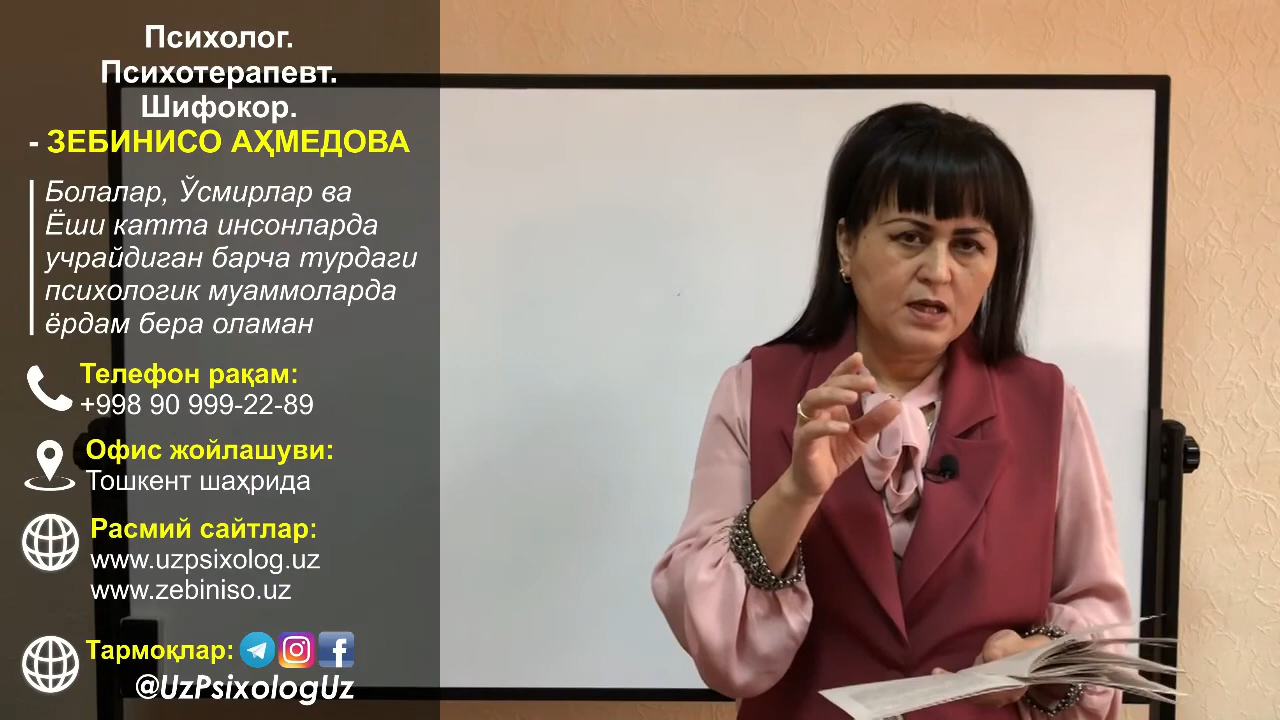 Психолог.
Психотерапевт.
Шифокор.
- ЗЕБИНИСО АҲМЕДОВА
Болалар, Ўсмирлар ва
Ёши катта инсонларда
учрайдиган барча турдаги
психологик муаммоларда
ёрдам бера оламан
Телефон рақам:
+998 90 999-22-89
Офис жойлашуви:
Тошкент шаҳрида
Расмий сайтлар:
www.uzpsixolog.uz
www.zebiniso.uz
Тармоқлар:
@UzPsixologUz